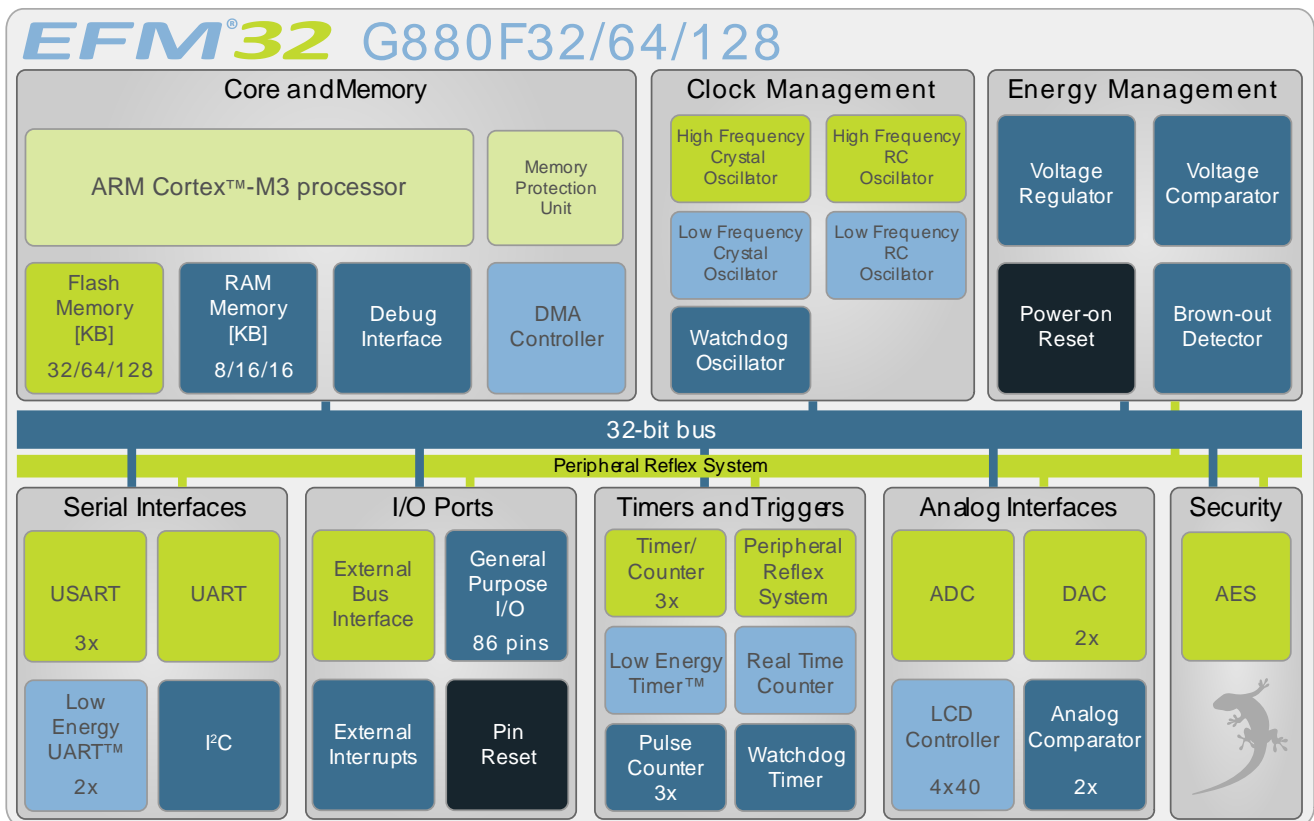 EFM®32 G880F32/64/128
Core and Memory
ARM Cortex™-M3 processor
Memory
Protection
Unit
Flash
Memory
[KB]
32/64/128
RAM
Memory
[KB]
8/16/16
Debug
Interface
DMA
Controller
Clock Management
High Frequency
Crystal
Oscillator
High Frequency
RC
Oscillator
Low Frequency
Crystal
Oscillator
Low Frequency
RC
Oscillator
Watchdog
Oscillator
Energy Management
Voltage
Regulator
Voltage
Comparator
Power-on
Reset
Brown-out
Detector
32-bit bus
Peripheral Reflex System
Serial Interfaces
USART
3x
UART
Low
Energy
UART™
2x
I²C
I/O Ports
External
Bus
Interface
General
Purpose
I/O
86 pins
External
Interrupts
Pin
Reset
Timers and Triggers
Timer/
Counter
3x
Peripheral
Reflex
System
Low Energy
Timer™
Real Time
Counter
Pulse
Counter
3x
Watchdog
Timer
Analog Interfaces
ADC
DAC
2x
LCD
Controller
4x40
Analog
Comparator
2x
Security
AES